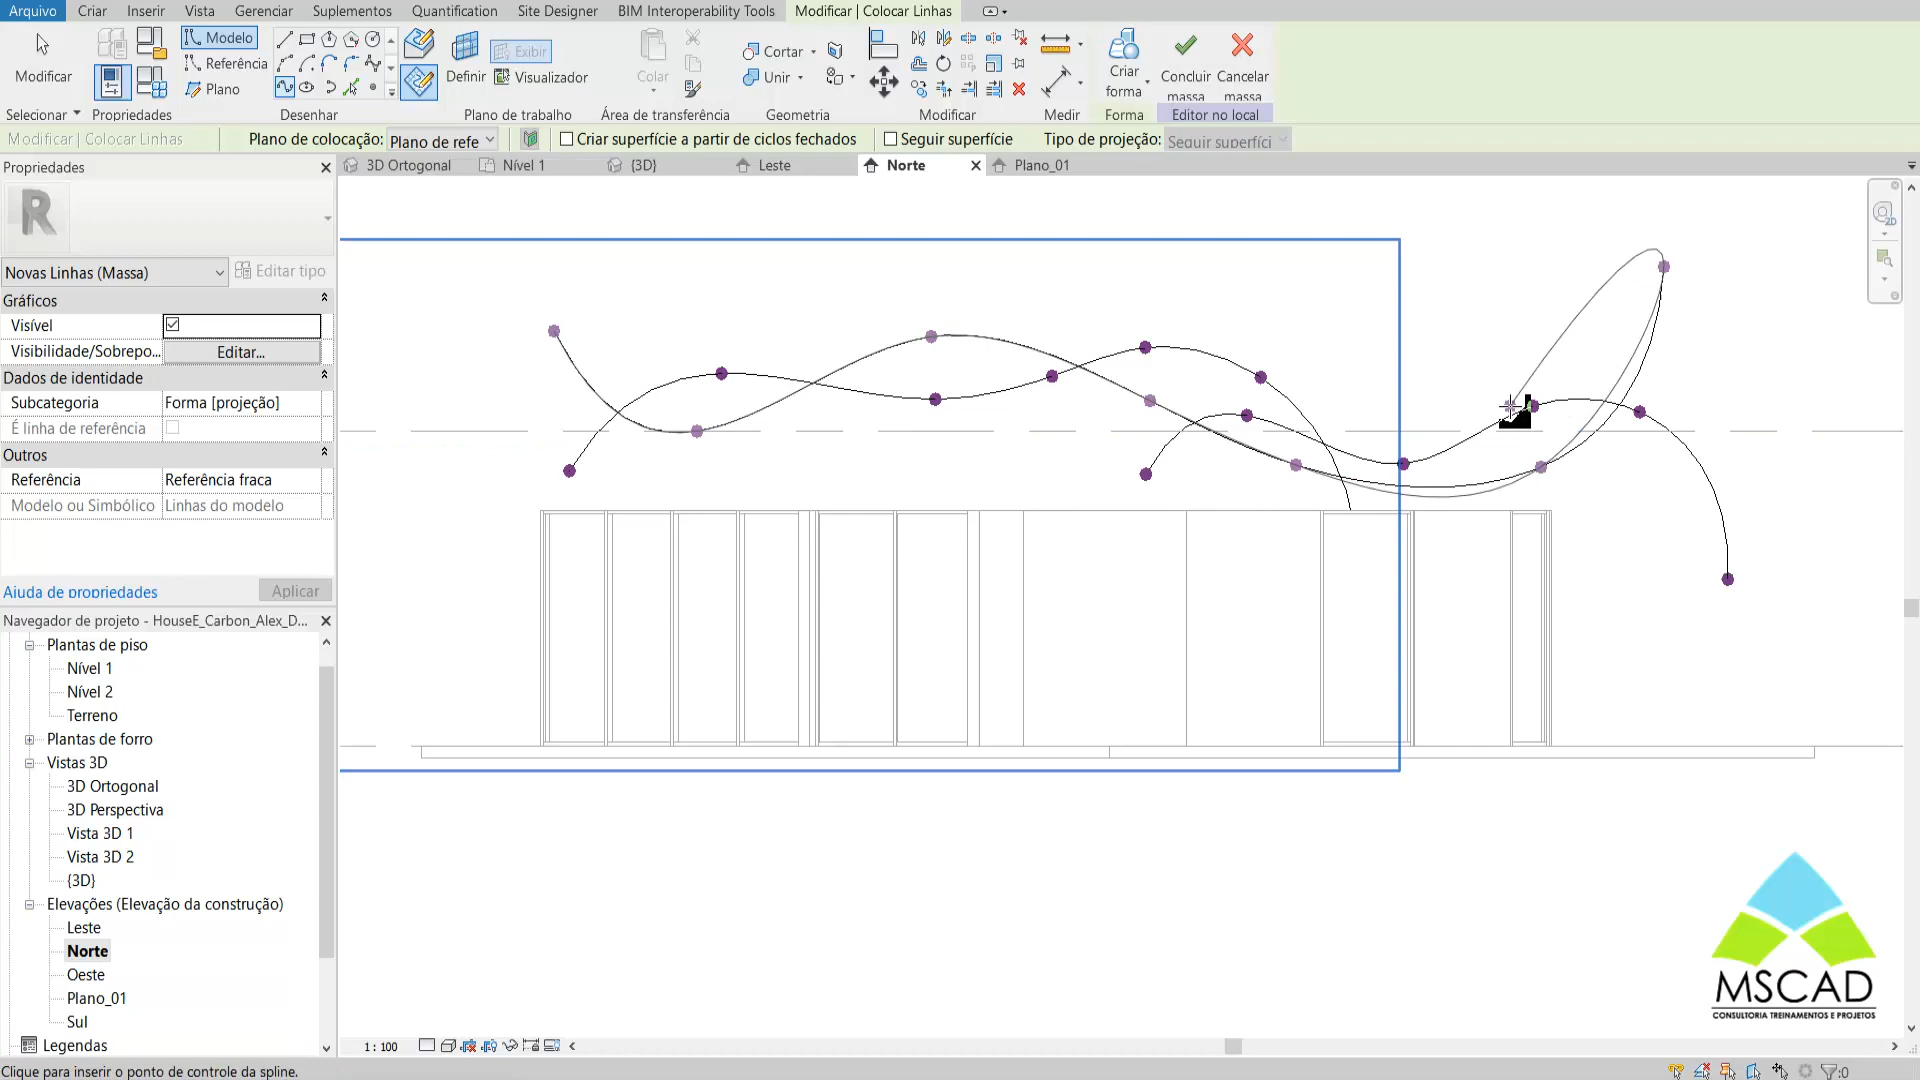 Arquivo Criar Inserir Vista Gerenciar Suplementos Quantification Site Designer BIM Interoperability Tools Modificar | Colocar Linhas
Modificar
Modelo
Referência
Plano
Definir
Exibir
Visualizador
Colar
Cortar
Unir
Criar forma
Concluir massa
Cancelar massa
Selecionar Propriedades Desenhar Plano de trabalho Área de transferência Geometria Modificar Medir Forma Editor no local
Modificar | Colocar Linhas Plano de colocação: Plano de refe Criar superfície a partir de ciclos fechados Seguir superfície Tipo de projeção: Seguir superfíci
Propriedades
3D Ortogonal Nível 1 {3D} Leste Norte Plano_01
R
2D
Novas Linhas (Massa) Editar tipo
Gráficos
Visível
Visibilidade/Sobrepo... Editar...
Dados de identidade
Subcategoria Forma [projeção]
É linha de referência
Outros
Referência Referência fraca
Modelo ou Simbólico Linhas do modelo
Ajuda de propriedades Aplicar
Navegador de projeto - HouseE_Carbon_Alex_D...
Plantas de piso
Nível 1
Nível 2
Terreno
Plantas de forro
Vistas 3D
3D Ortogonal
3D Perspectiva
Vista 3D 1
Vista 3D 2
{3D}
Elevações (Elevação da construção)
Leste
Norte
Oeste
Plano_01
Sul
Legendas
MSCAD
CONSULTORIA TREINAMENTOS E PROJETOS
1 : 100
Clique para inserir o ponto de controle da spline.
:0